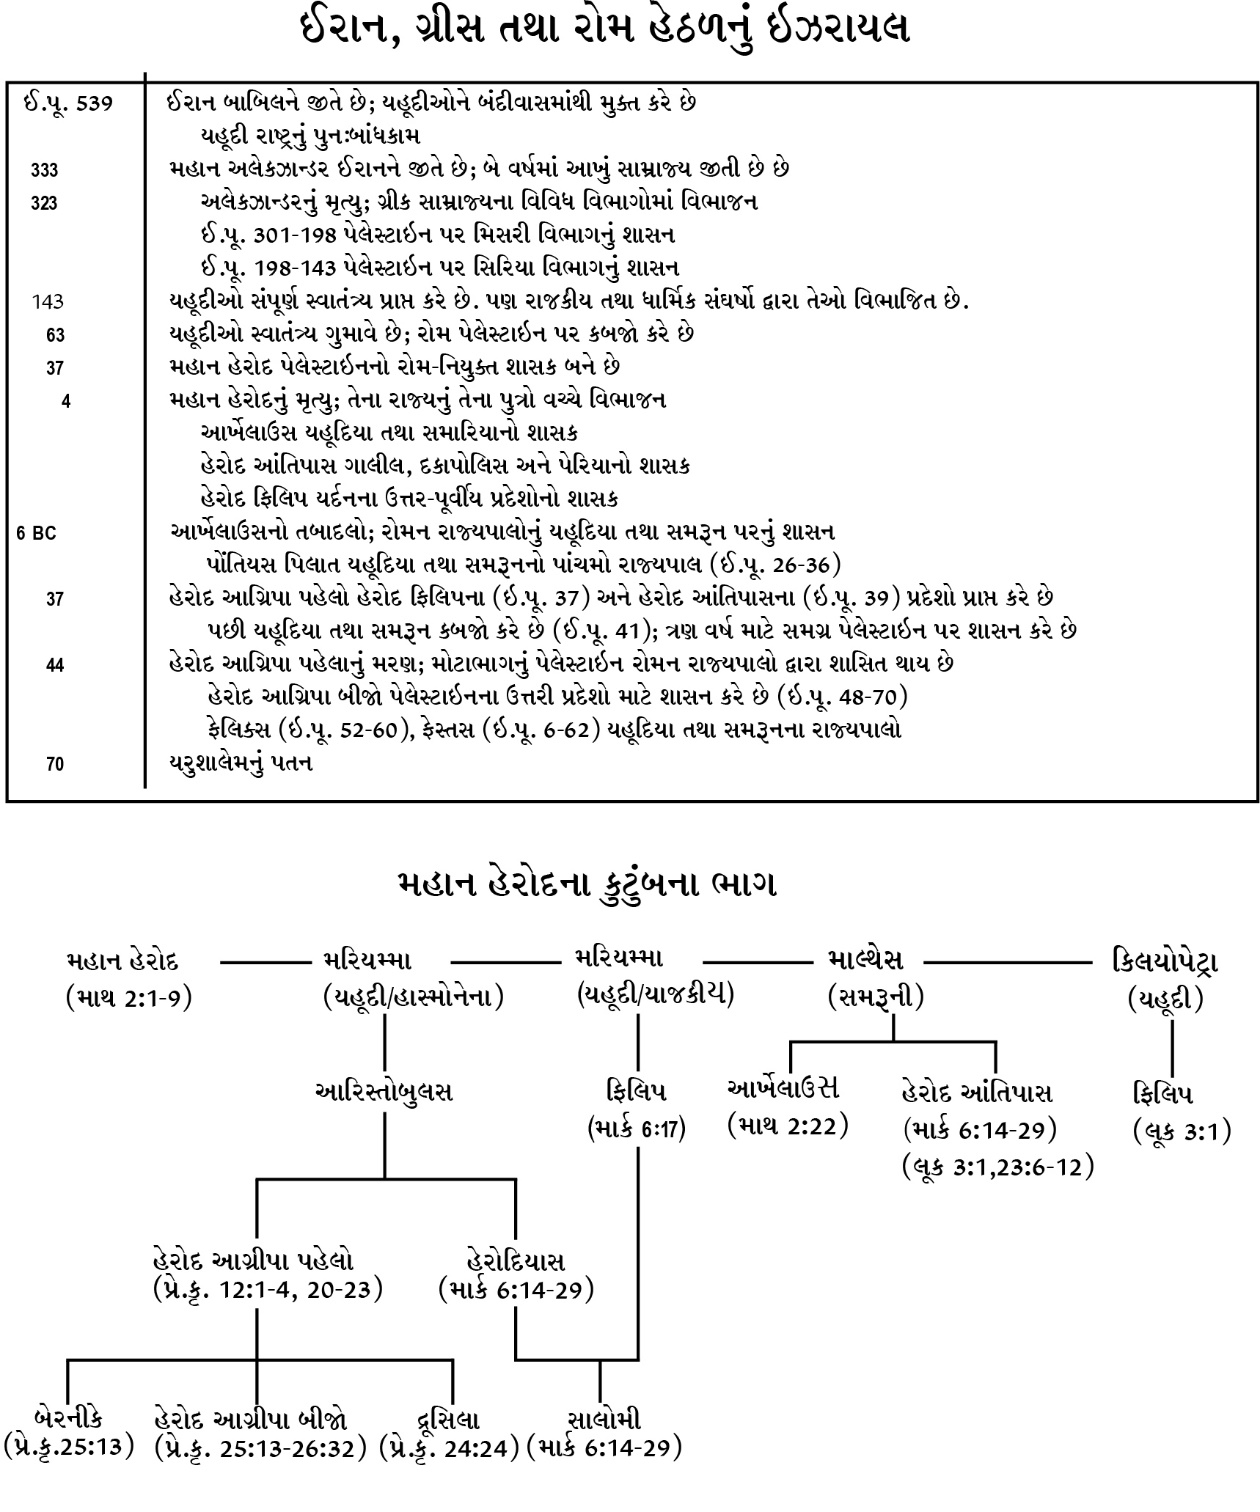 ઈરાન, ગ્રીસ તથા રોમ હેઠળનું ઇઝરાયલ
ઈ.પૂ. 539 ઈરાન બાબિલને જીતે છે; યહૂદીઓને બંદીવાસમાંથી મુક્ત કરે છે
યહૂદી રાષ્ટ્રનું પુનઃબાંધકામ
333 મહાન અલેકઝાન્ડર ઈરાનને જીતે છે; બે વર્ષમાં આખું સામ્રાજ્ય જીતી છે છે
323 અલેકઝાન્ડરનું મૃત્યુ; ગ્રીક સામ્રાજ્યના વિવિધ વિભાગોમાં વિભાજન
ઈ.પૂ. 301-198 પેલેસ્ટાઇન પર મિસરી વિભાગનું શાસન
ઈ.પૂ. 198-143 પેલેસ્ટાઇન પર સિરિયા વિભાગનું શાસન
143 યહૂદીઓ સંપૂર્ણ સ્વાતંત્ર્ય પ્રાપ્ત કરે છે. પણ રાજકીય તથા ધાર્મિક સંઘર્ષો દ્વારા તેઓ વિભાજિત છે.
63 યહૂદીઓ સ્વાતંત્ર્ય ગુમાવે છે; રોમ પેલેસ્ટાઇન પર કબજો કરે છે
37 મહાન હેરોદ પેલેસ્ટાઇનનો રોમ-નિયુક્ત શાસક બને છે
4 મહાન હેરોદનું મૃત્યુ; તેના રાજ્યનું તેના પુત્રો વચ્ચે વિભાજન
આર્ખેલાઉસ યહૂદિયા તથા સમારિયાનો શાસક
હેરોદ આંતિપાસ ગાલીલ, દકાપોલિસ અને પેરિયાનો શાસક
હેરોદ ફિલિપ યર્દનના ઉત્તર-પૂર્વીય પ્રદેશોનો શાસક
6 BC આર્ખેલાઉસનો તબાદલો; રોમન રાજ્યપાલોનું યહૂદિયા તથા સમરૂન પરનું શાસન
પોંતિયસ પિલાત યહૂદિયા તથા સમરૂનનો પાંચમો રાજ્યપાલ (ઈ.પૂ. 26-36)
37 હેરોદ આગ્રિપા પહેલો હેરોદ ફિલિપના (ઇ.પૂ. 37) અને હેરોદ આંતિપાસના (ઇ.પૂ. 39) પ્રદેશો પ્રાપ્ત કરે છે
પછી યહૂદિયા તથા સમરૂન કબજો કરે છે (ઈ.પૂ. 41); ત્રણ વર્ષ માટે સમગ્ર પેલેસ્ટાઇન પર શાસન કરે છે
44 હેરોદ આગ્રિપા પહેલાનું મરણ; મોટાભાગનું પેલેસ્ટાઇન રોમન રાજ્યપાલો દ્વારા શાસિત થાય છે
હેરોદ આગ્રિપા બીજો પેલેસ્ટાઇનના ઉત્તરી પ્રદેશો માટે શાસન કરે છે (ઇ.પૂ. 48-70)
ફેલિક્સ (ઇ.પૂ. 52-60), ફેસ્તસ (ઇ.પૂ. 6-62) યહૂદિયા તથા સમરૂનના રાજ્યપાલો
70 યરુશાલેમનું પતન
મહાન હેરોદના કુટુંબના ભાગ
મહાન હેરોદ મરિયમ્મા મરિયમ્મા માલ્થેસ કિલયોપેટ્રા
(માથ 2:1-9) (યહૂદી/હાસ્મોનેના) (યહૂદી/યાજકીય) (સમરૂની) (યહૂદી)
આરિસ્તોબુલસ ફિલિપ આર્ખેલાઉસ હેરોદ આંતિપાસ ફિલિપ
(માર્ક 6:17) (માથ 2:22) (માર્ક 6:14-29) (લૂક 3:1)
(લૂક 3:1,23:6-12)
હેરોદ આગ્રીપા પહેલો હેરોદિયાસ
(પ્રે.કૃ. 12:1-4, 20-23) (માર્ક 6:14-29)
બેરનીકે હેરોદ આગ્રીપા બીજો દ્રૂસિલા સાલોમી
(પ્રે.કૃ.25:13) (પ્રે.કૃ. 25:13-26:32) (પ્રે.કૃ. 24:24) (માર્ક 6:14-29)